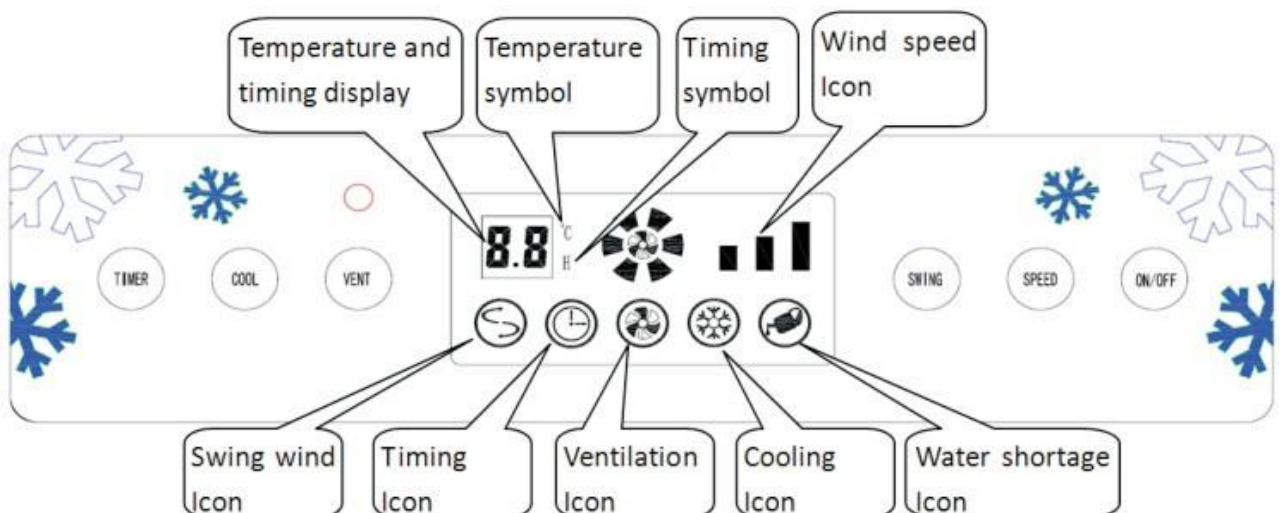 Temperature and
timing display
Temperature
symbol
Timing
symbol
Wind speed
Icon
8.8
°C
H
TIMER
COOL
VENT
SWING
SPEED
ON/OFF
Swing wind
Icon
Timing
Icon
Ventilation
Icon
Cooling
Icon
Water shortage
Icon